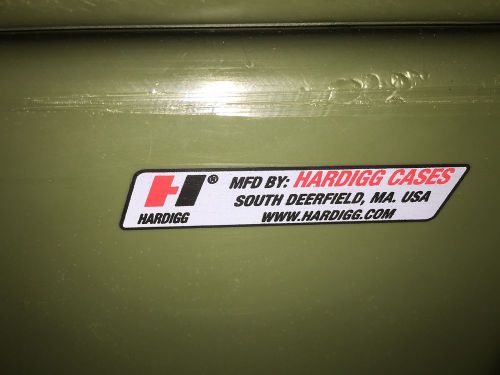 ® MFD BY: HARDIGG CASES
SOUTH DEERFIELD, MA. USA
HARDIGG WWW.HARDIGG.COM